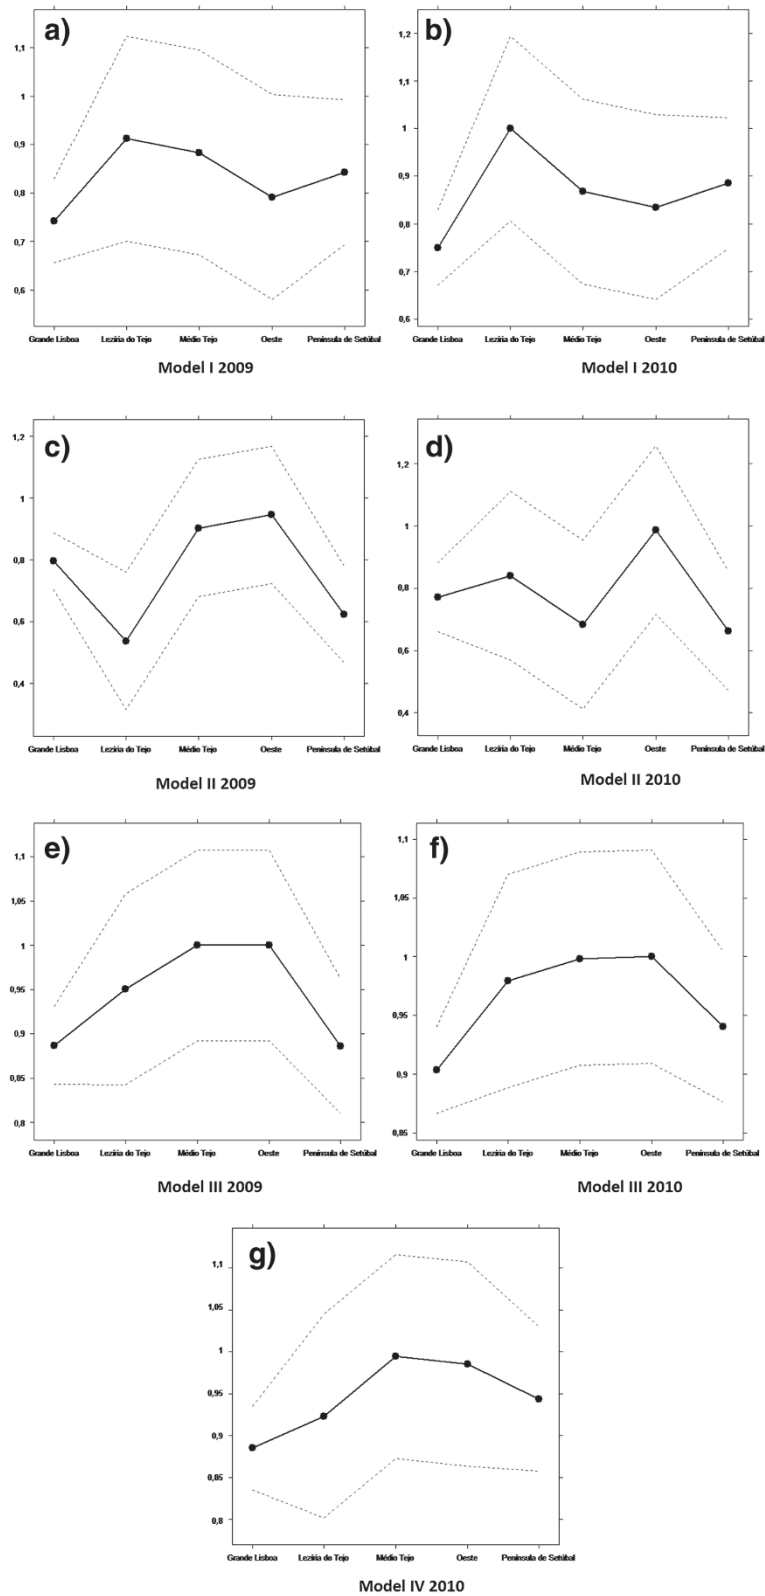 a)
1,1
1
0,9
0,8
0,7
0,6
Grande Lisboa Lezíria do Tejo Médio Tejo Oeste Península de Setúbal
Model I 2009
b)
1,2
1,1
1
0,9
0,8
0,7
0,6
Grande Lisboa Lezíria do Tejo Médio Tejo Oeste Península de Setúbal
Model I 2010
c)
1,2
1
0,8
0,6
0,4
Grande Lisboa Lezíria do Tejo Médio Tejo Oeste Península de Setúbal
Model II 2009
d)
1,2
1
0,8
0,6
0,4
Grande Lisboa Lezíria do Tejo Médio Tejo Oeste Península de Setúbal
Model II 2010
e)
1,1
1,05
1
0,95
0,9
0,85
0,8
Grande Lisboa Lezíria do Tejo Médio Tejo Oeste Península de Setúbal
Model III 2009
f)
1,1
1,05
1
0,95
0,9
0,85
Grande Lisboa Lezíria do Tejo Médio Tejo Oeste Península de Setúbal
Model III 2010
g)
1,1
1,05
1
0,95
0,9
0,85
0,8
Grande Lisboa Lezíria do Tejo Médio Tejo Oeste Península de Setúbal
Model IV 2010